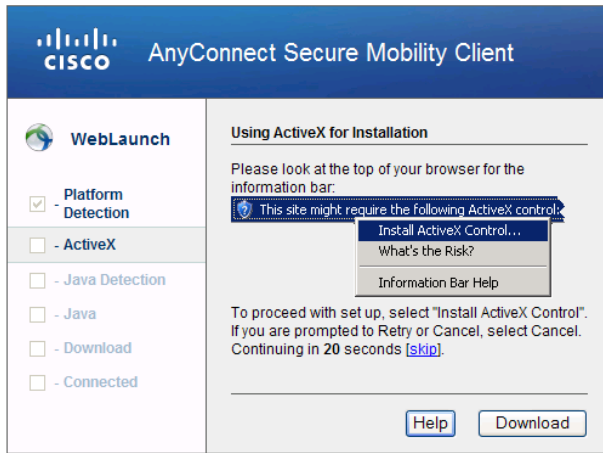 CISCO
AnyConnect Secure Mobility Client
WebLaunch
- Platform
Detection
- ActiveX
- Java Detection
- Java
- Download
- Connected
Using ActiveX for Installation
Please look at the top of your browser for the
information bar:
This site might require the following ActiveX control:
Install ActiveX Control...
What's the Risk?
Information Bar Help
To proceed with set up, select "Install ActiveX Control".
If you are prompted to Retry or Cancel, select Cancel.
Continuing in 20 seconds [skip].
Help
Download